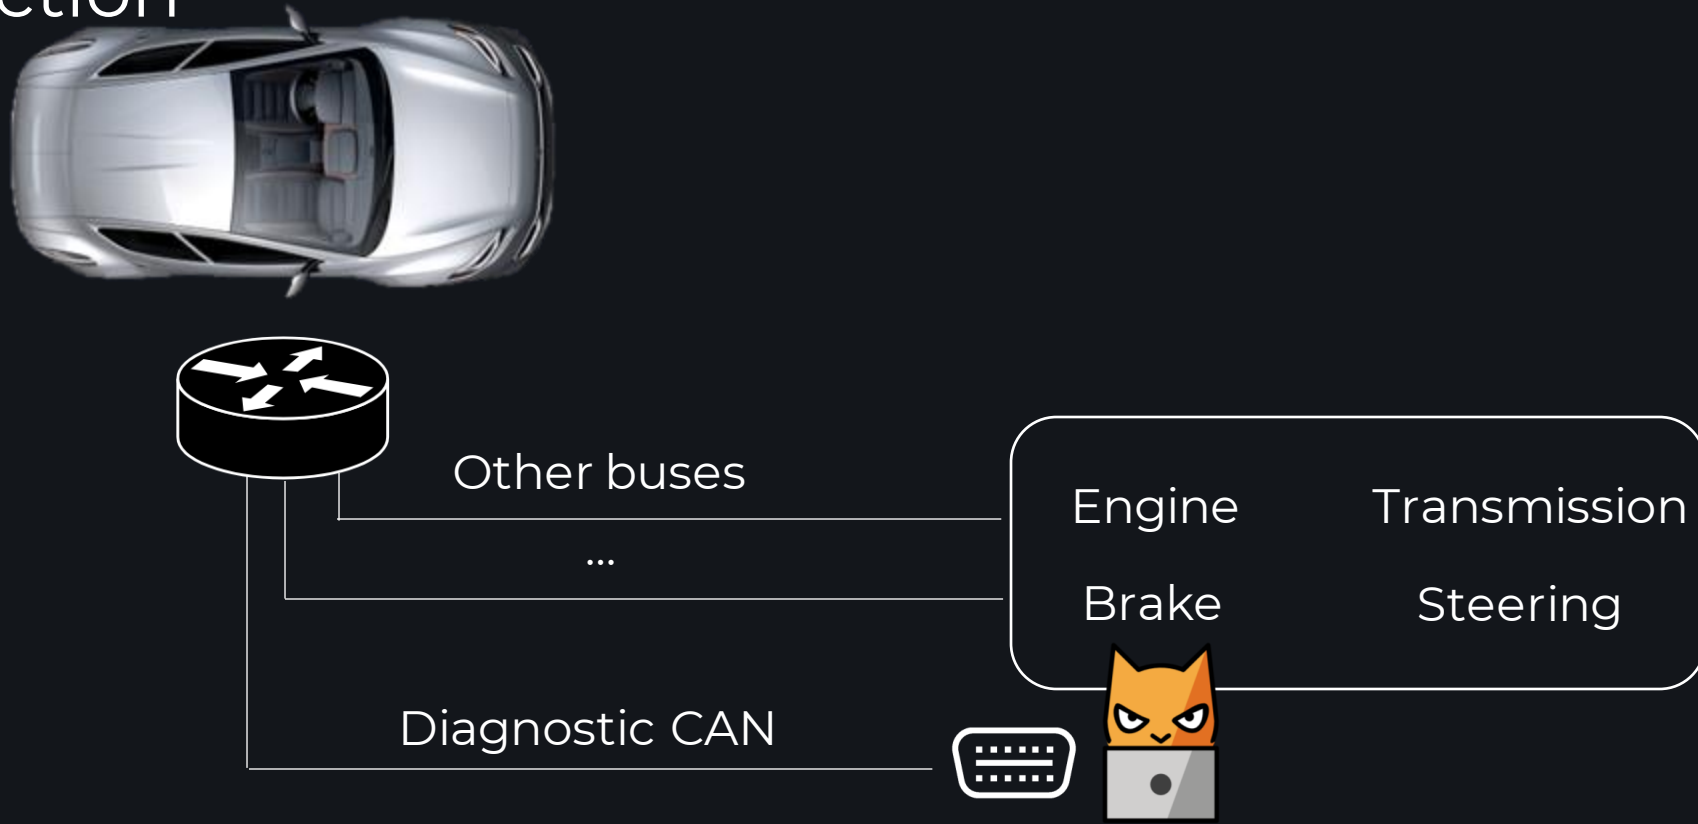 Other buses
...
Engine
Transmission
Brake
Steering
Diagnostic CAN